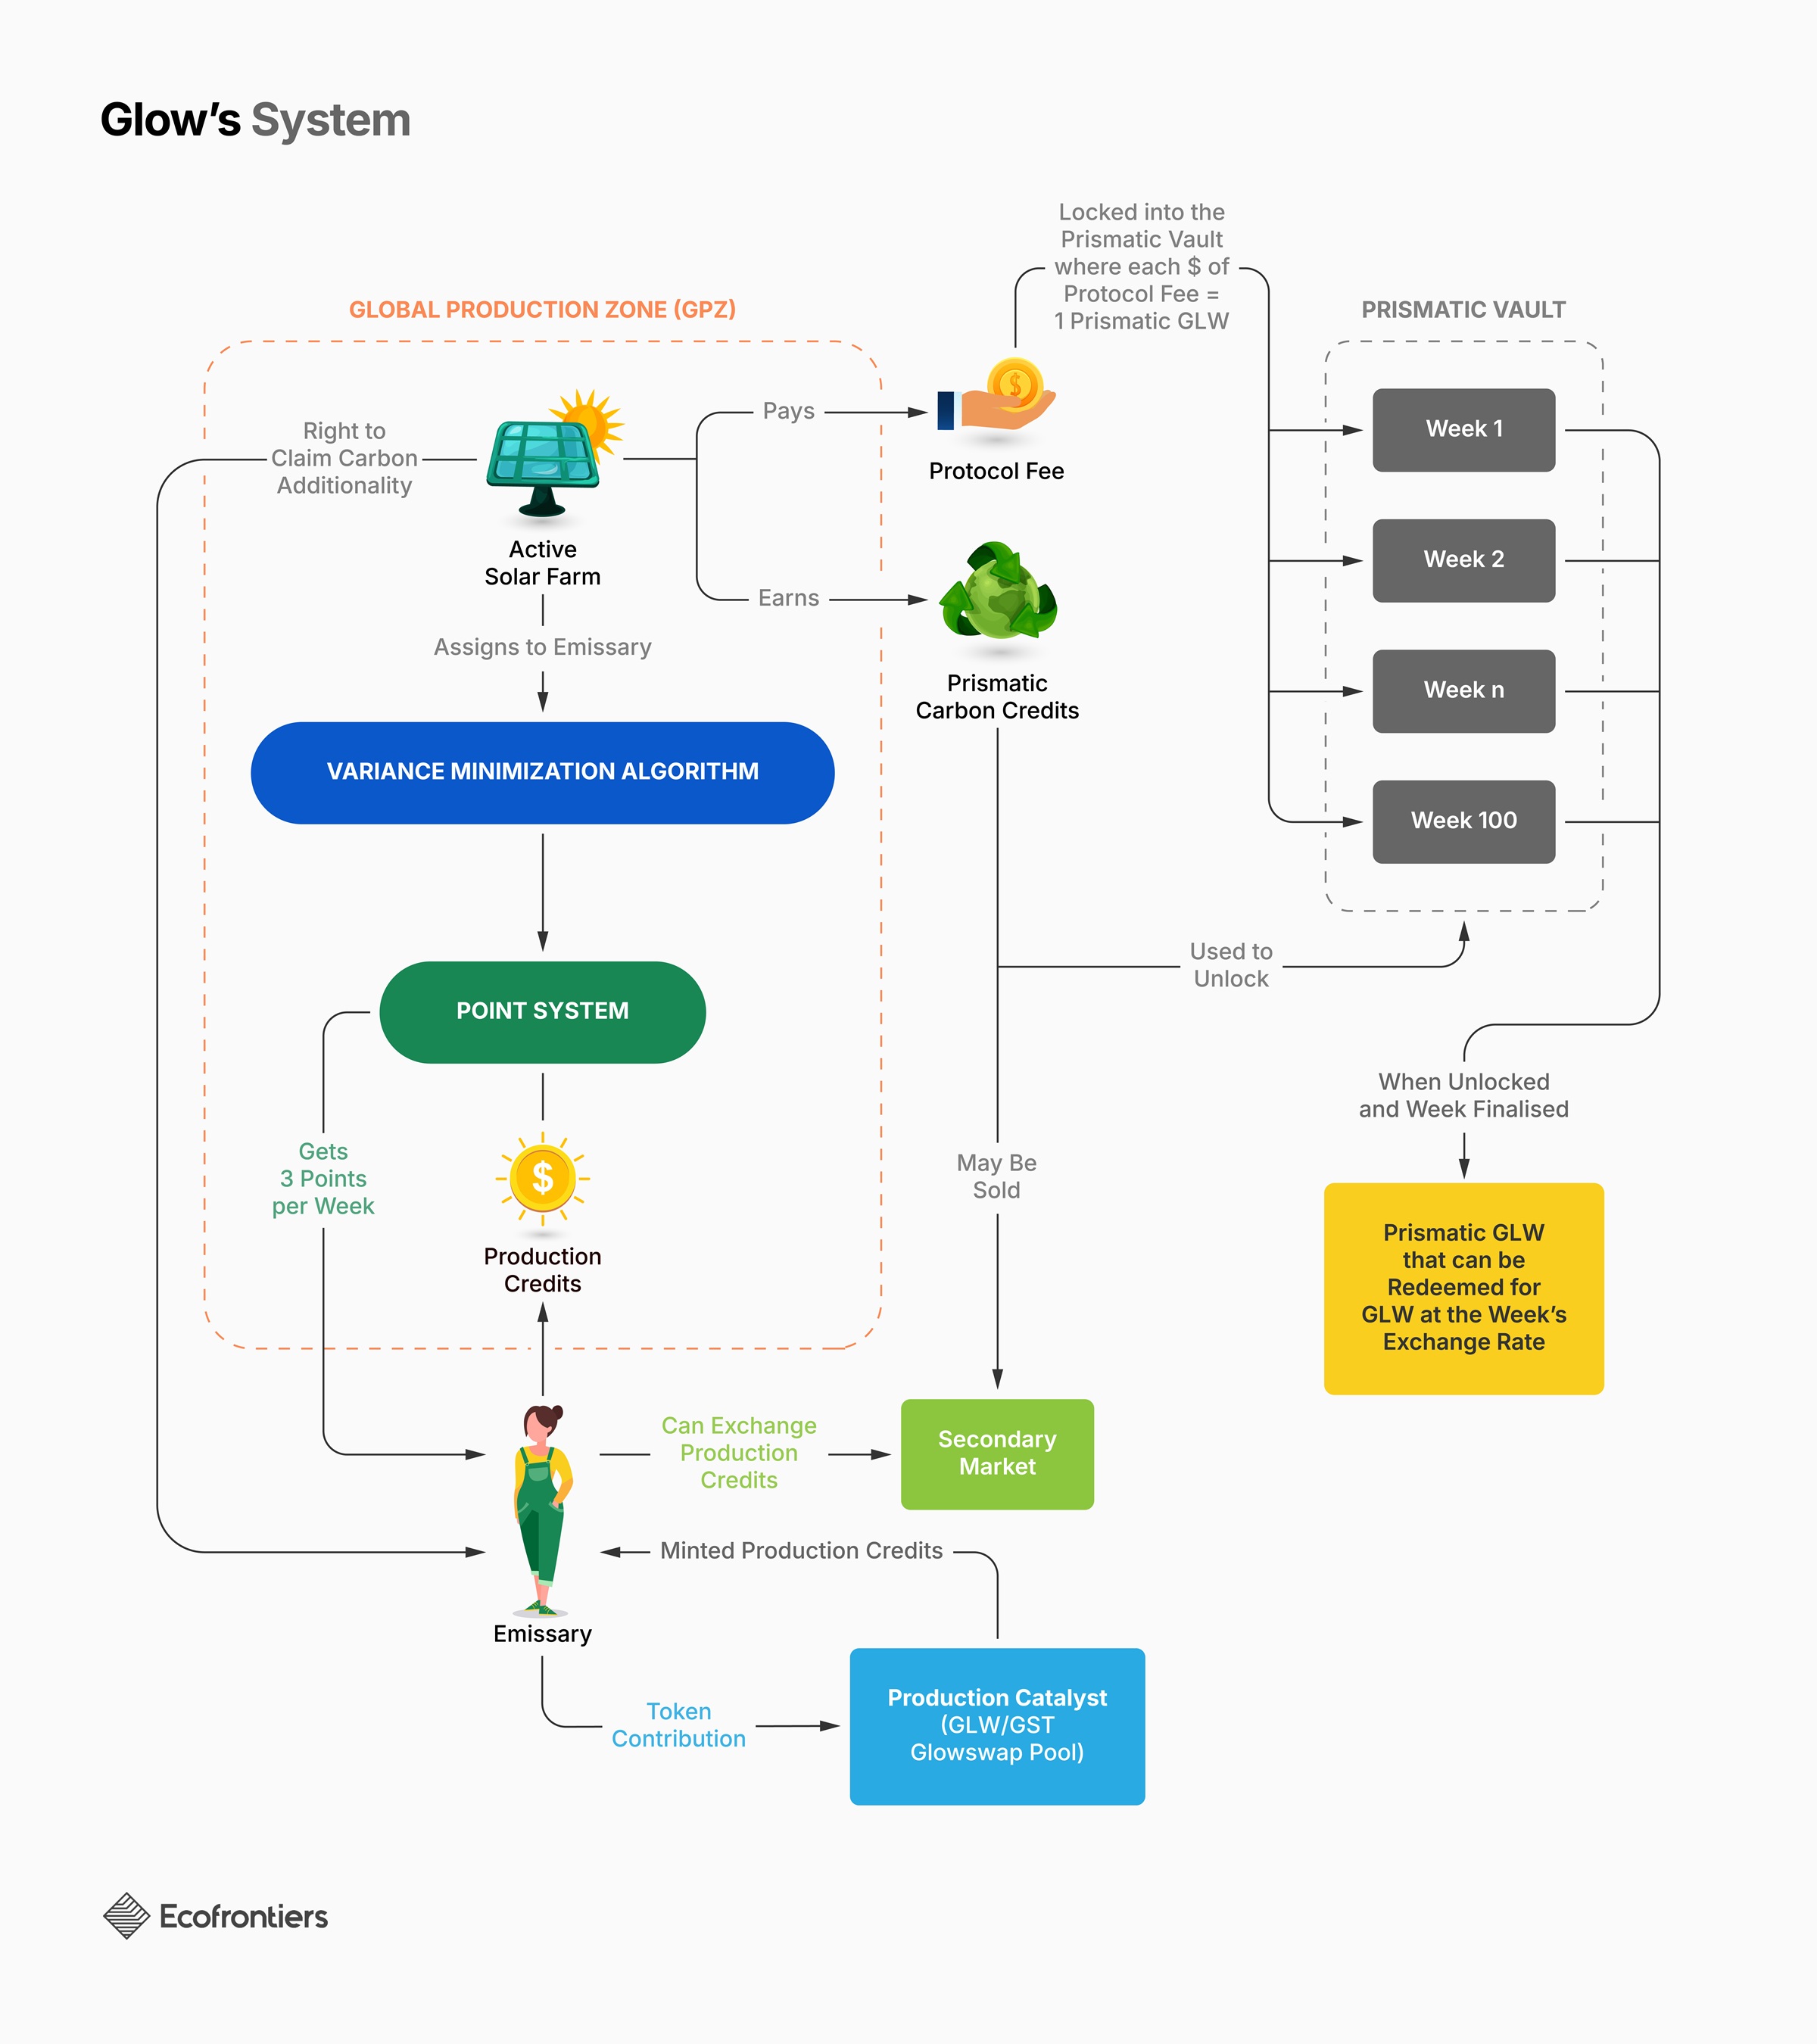 Glow's System
Locked into the
Prismatic Vault
where each $ of
Protocol Fee =
1 Prismatic GLW
GLOBAL PRODUCTION ZONE (GPZ)
PRISMATIC VAULT
Right to
Claim Carbon
Additionality
Active
Solar Farm
Pays
$
Protocol Fee
Earns
Prismatic
Carbon Credits
Week 1
Week 2
Week n
Week 100
Assigns to Emissary
VARIANCE MINIMIZATION ALGORITHM
POINT SYSTEM
Used to
Unlock
Gets
3 Points
per Week
$
Production
Credits
May Be
Sold
When Unlocked
and Week Finalised
Prismatic GLW
that can be
Redeemed for
GLW at the Week's
Exchange Rate
Can Exchange
Production
Credits
Secondary
Market
Minted Production Credits
Emissary
Token
Contribution
Production Catalyst
(GLW/GST
Glowswap Pool)
Ecofrontiers